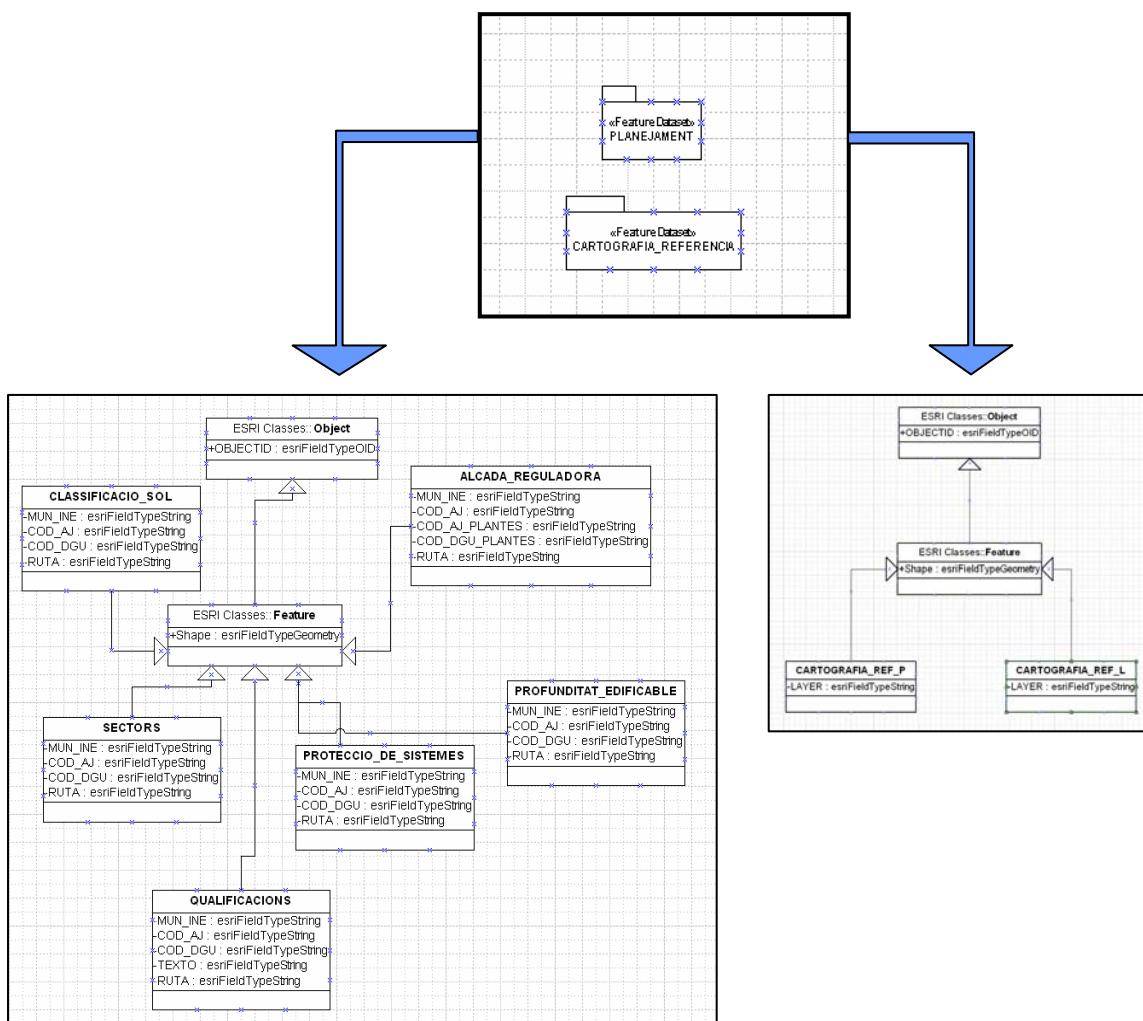 «Feature Dataset»
PLANEJAMENT
«Feature Dataset»
CARTOGRAFIA_REFERENCIA
ESRI Classes::Object
+OBJECTID : esriFieldTypeOID
CLASSIFICACIO_SOL
-MUN_INE : esriFieldTypeString
-COD_AJ : esriFieldTypeString
-COD_DGU : esriFieldTypeString
-RUTA : esriFieldTypeString
ALCADA_REGULADORA
-MUN_INE : esriFieldTypeString
-COD_AJ : esriFieldTypeString
-COD_AJ_PLANTES : esriFieldTypeString
-COD_DGU_PLANTES : esriFieldTypeString
-RUTA : esriFieldTypeString
ESRI Classes::Feature
+Shape : esriFieldTypeGeometry
SECTORS
-MUN_INE : esriFieldTypeString
-COD_AJ : esriFieldTypeString
-COD_DGU : esriFieldTypeString
-RUTA : esriFieldTypeString
PROTECCIO_DE_SISTEMES
-MUN_INE : esriFieldTypeString
-COD_AJ : esriFieldTypeString
-COD_DGU : esriFieldTypeString
-RUTA : esriFieldTypeString
PROFUNDITAT_EDIFICABLE
-MUN_INE : esriFieldTypeString
-COD_AJ : esriFieldTypeString
-COD_DGU : esriFieldTypeString
-RUTA : esriFieldTypeString
QUALIFICACIONS
-MUN_INE : esriFieldTypeString
-COD_AJ : esriFieldTypeString
-COD_DGU : esriFieldTypeString
-TEXTO : esriFieldTypeString
-RUTA : esriFieldTypeString
ESRI Classes::Object
+OBJECTID : esriFieldTypeOID
ESRI Classes::Feature
+Shape : esriFieldTypeGeometry
CARTOGRAFIA_REF_P
-LAYER : esriFieldTypeString
CARTOGRAFIA_REF_L
-LAYER : esriFieldTypeString